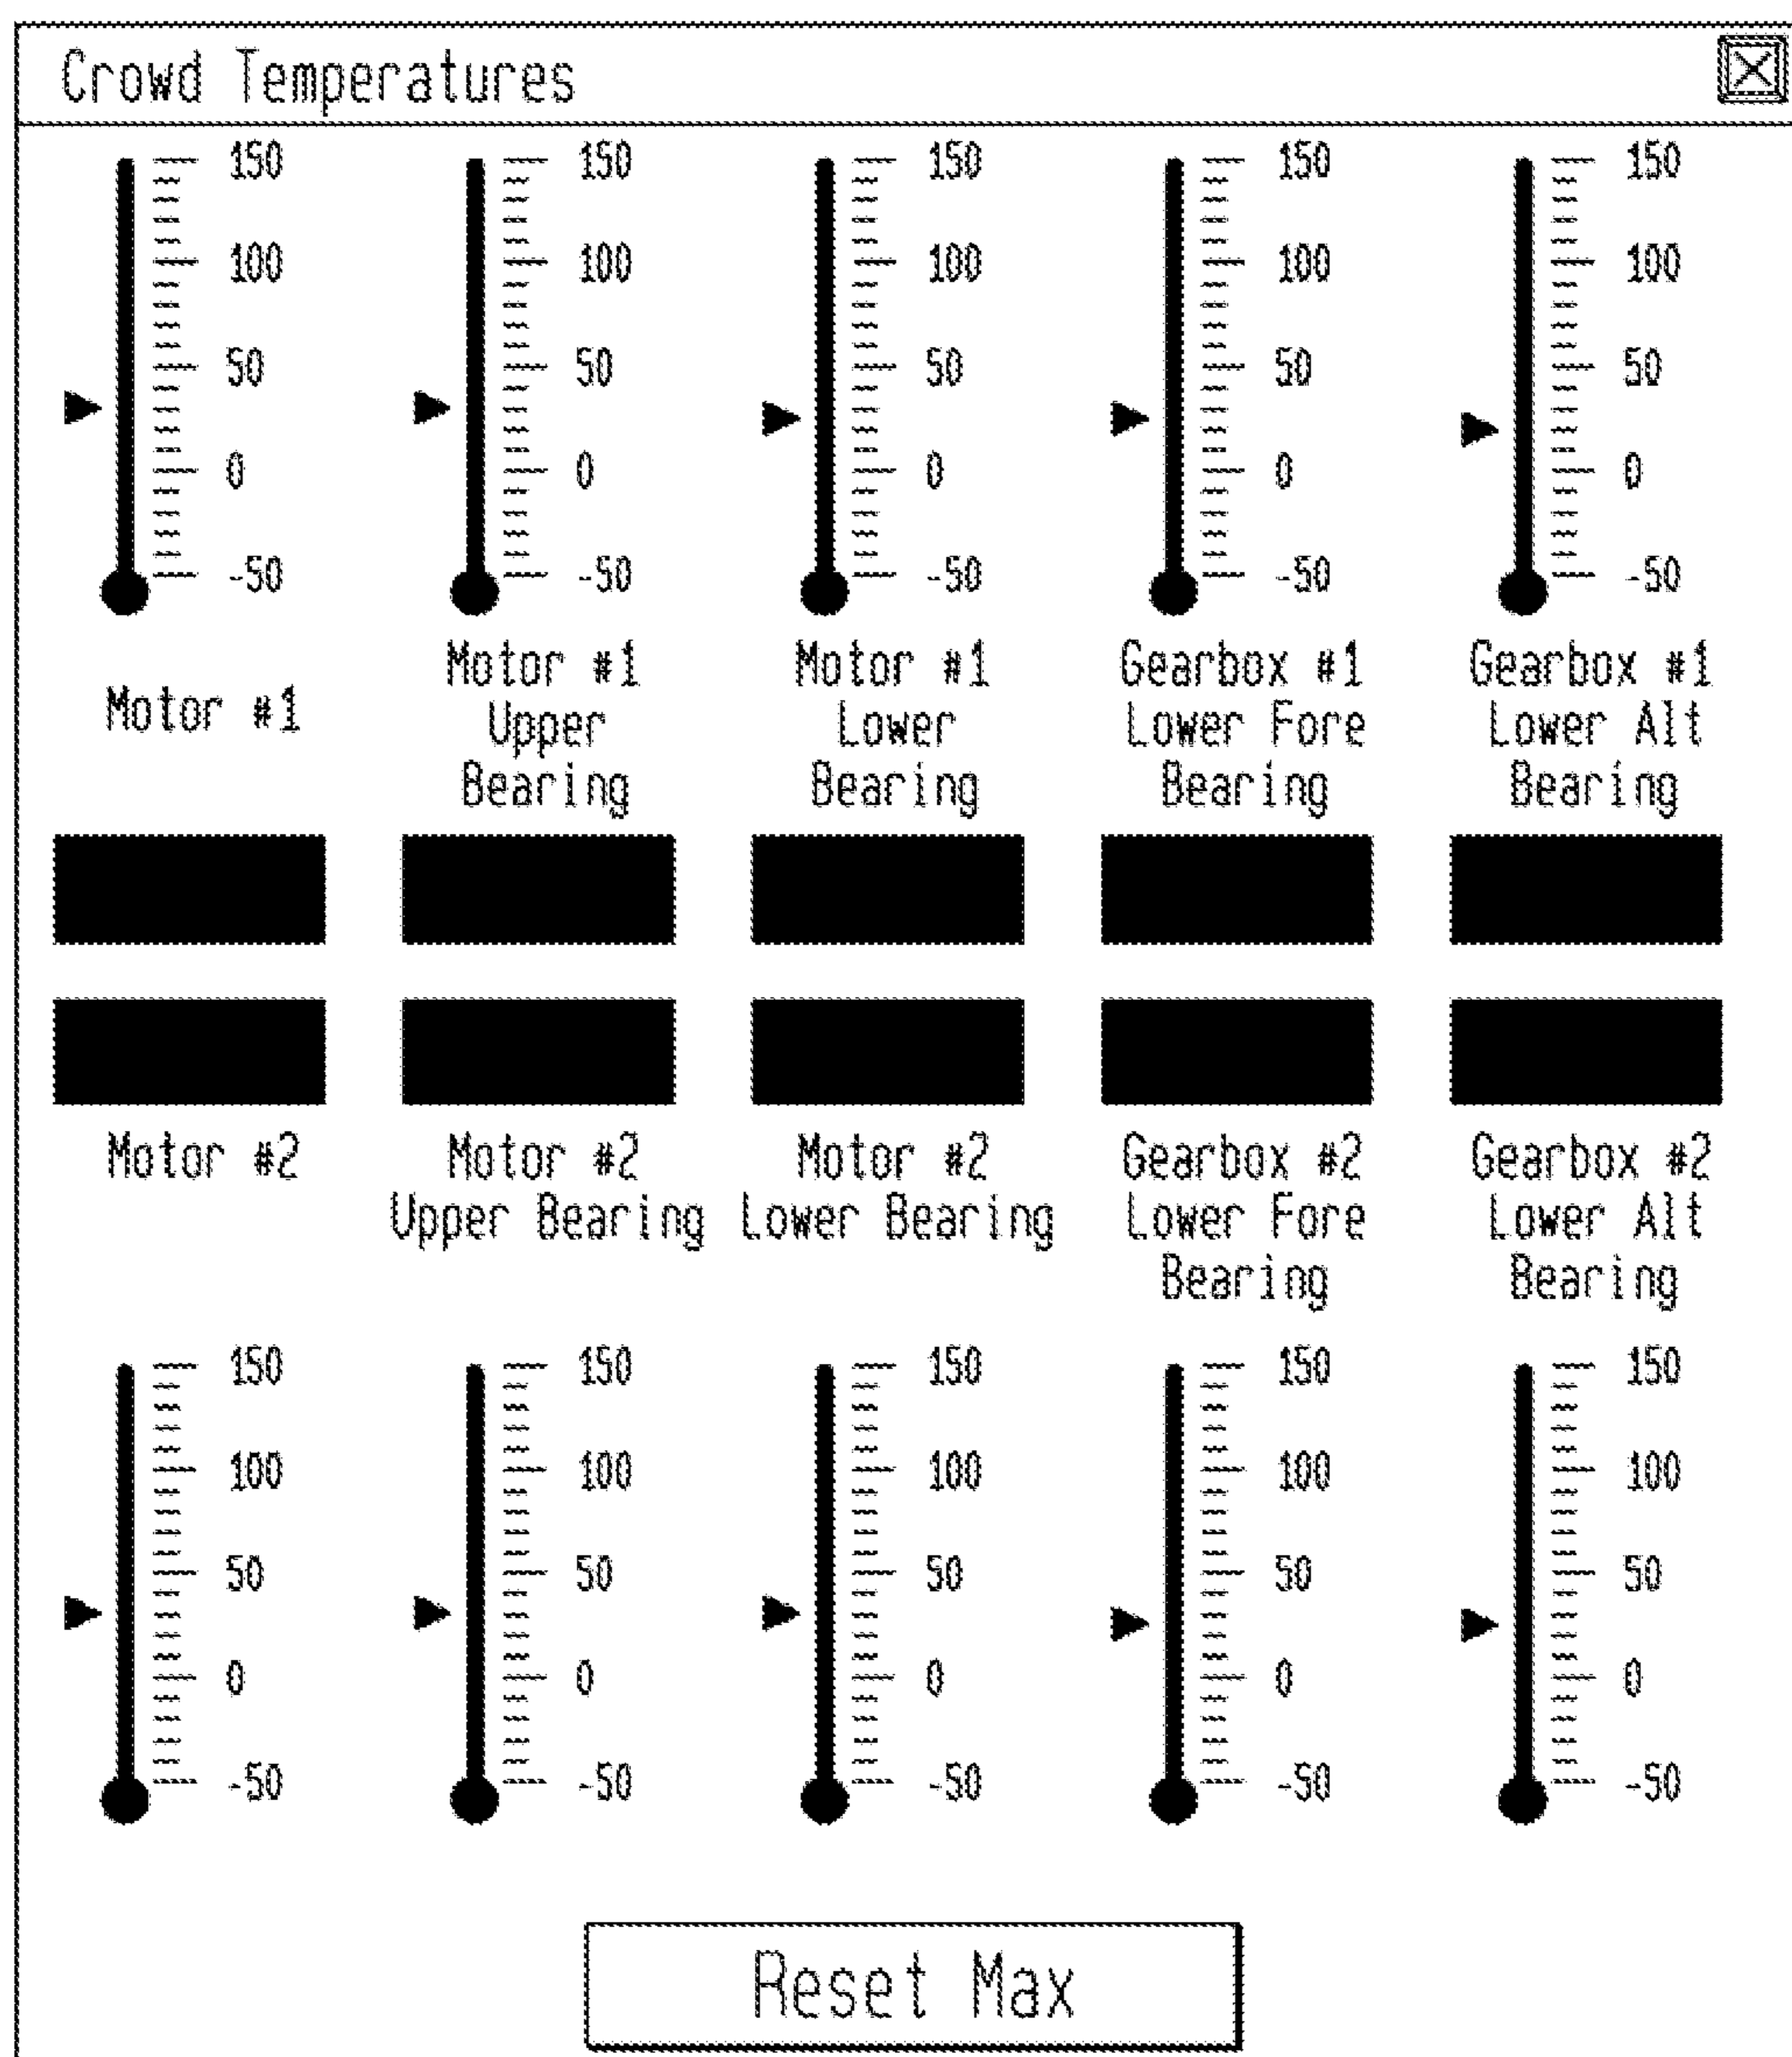 Crowd Temperatures
150 150 150 150 150
100 100 100 100 100
50 50 50 50 50
0 0 0 0 0
-50 -50 -50 -50 -50
Motor #1
Motor #1
Upper
Bearing
Motor #1
Lower
Bearing
Gearbox #1
Lower Fore
Bearing
Gearbox #1
Lower Alt
Bearing
Motor #2
Motor #2
Upper Bearing
Motor #2
Lower Bearing
Gearbox #2
Lower Fore
Bearing
Gearbox #2
Lower Alt
Bearing
150 150 150 150 150
100 100 100 100 100
50 50 50 50 50
0 0 0 0 0
-50 -50 -50 -50 -50
Reset Max